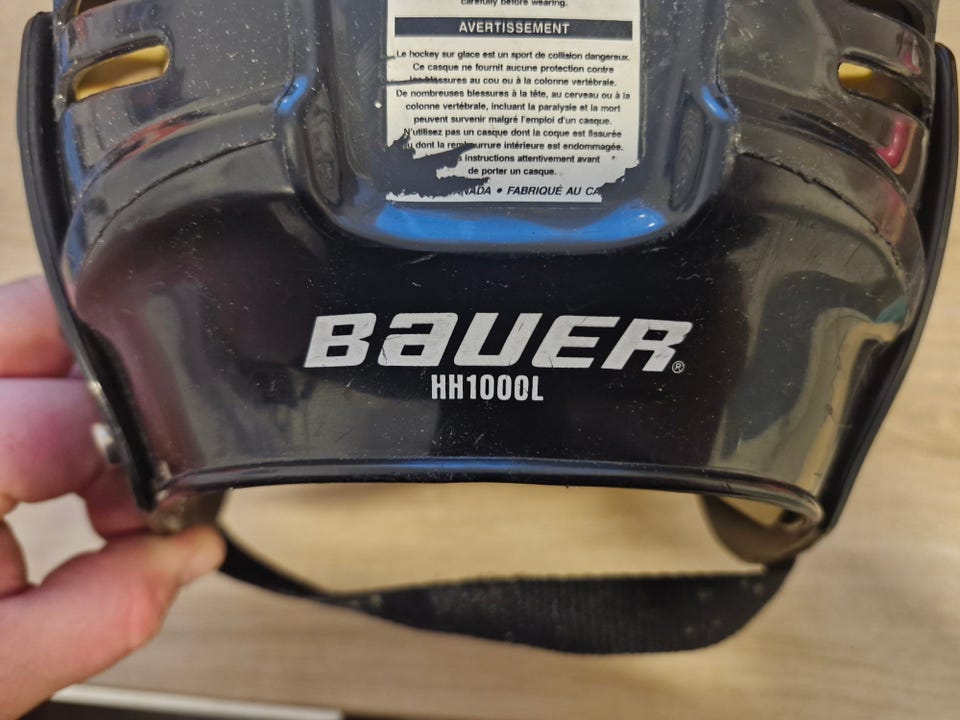 carefully before wearing.
AVERTISSEMENT
Le hockey sur glace est un sport de collision dangereux.
Ce casque ne fournit aucune protection contre
les blessures au cou ou à la colonne vertébrale.
De nombreuses blessures à la tête, au cerveau ou à la
colonne vertébrale, incluant la paralysie et la mort
peuvent survenir malgré l'emploi d'un casque.
N'utilisez pas un casque dont la coque est fissurée
ou dont la rembourrure intérieure est endommagée.
instructions attentivement avant
de porter un casque.
NADA • FABRIQUÉ AU CA
BAUER®
HH1000L